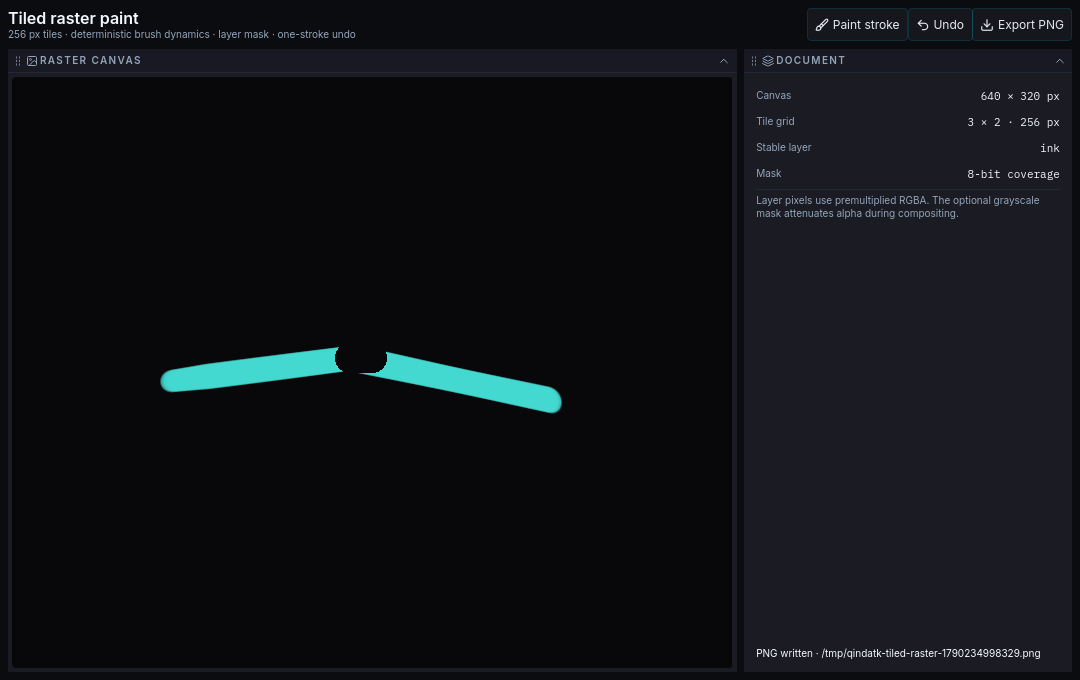 Tiled raster paint
256 px tiles · deterministic brush dynamics · layer mask · one-stroke undo
Paint stroke
Undo
Export PNG
RASTER CANVAS
DOCUMENT
Canvas 640 × 320 px
Tile grid 3 × 2 · 256 px
Stable layer ink
Mask 8-bit coverage
Layer pixels use premultiplied RGBA. The optional grayscale
mask attenuates alpha during compositing.
PNG written · /tmp/qindatk-tiled-raster-1790234998329.png